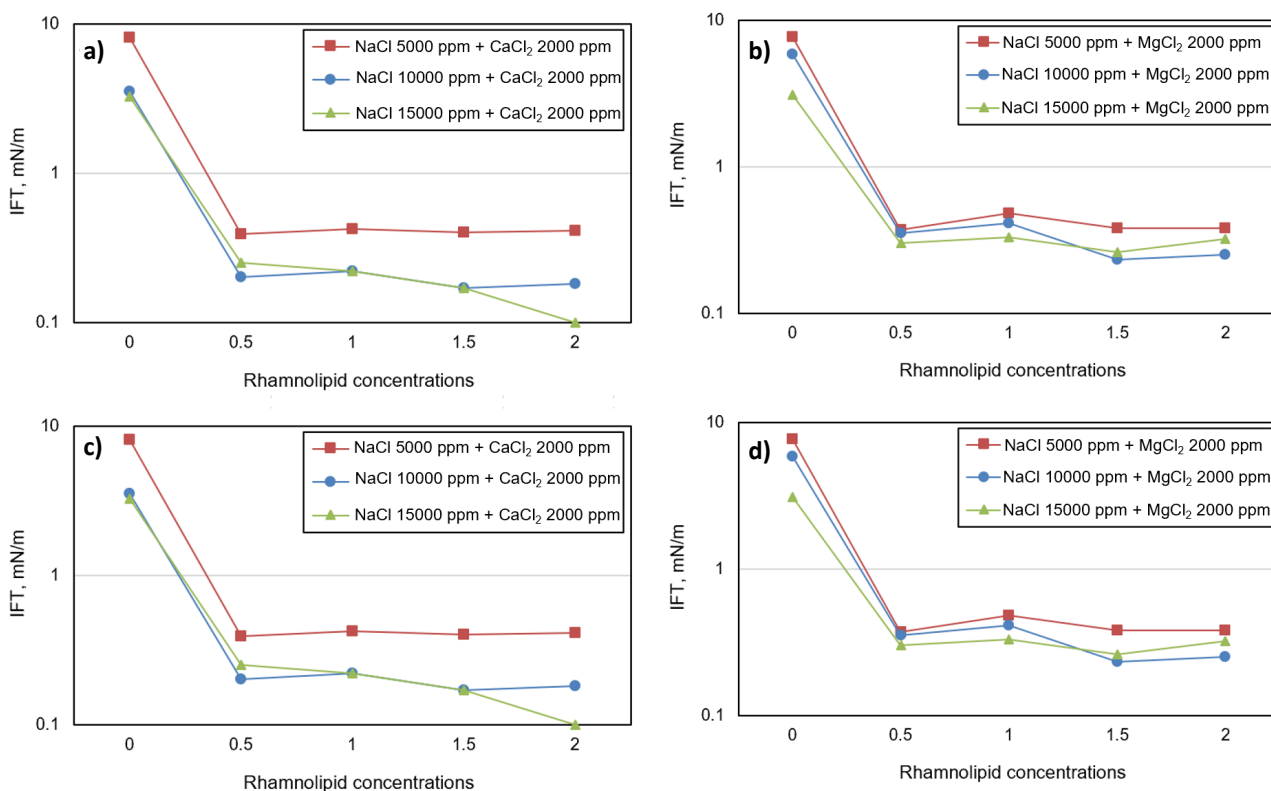 a)
10
1
0.1
IFT, mN/m
NaCl 5000 ppm + CaCl₂ 2000 ppm
NaCl 10000 ppm + CaCl₂ 2000 ppm
NaCl 15000 ppm + CaCl₂ 2000 ppm
0 0.5 1 1.5 2
Rhamnolipid concentrations
b)
10
1
0.1
IFT, mN/m
NaCl 5000 ppm + MgCl₂ 2000 ppm
NaCl 10000 ppm + MgCl₂ 2000 ppm
NaCl 15000 ppm + MgCl₂ 2000 ppm
0 0.5 1 1.5 2
Rhamnolipid concentrations
c)
10
1
0.1
IFT, mN/m
NaCl 5000 ppm + CaCl₂ 2000 ppm
NaCl 10000 ppm + CaCl₂ 2000 ppm
NaCl 15000 ppm + CaCl₂ 2000 ppm
0 0.5 1 1.5 2
Rhamnolipid concentrations
d)
10
1
0.1
IFT, mN/m
NaCl 5000 ppm + MgCl₂ 2000 ppm
NaCl 10000 ppm + MgCl₂ 2000 ppm
NaCl 15000 ppm + MgCl₂ 2000 ppm
0 0.5 1 1.5 2
Rhamnolipid concentrations